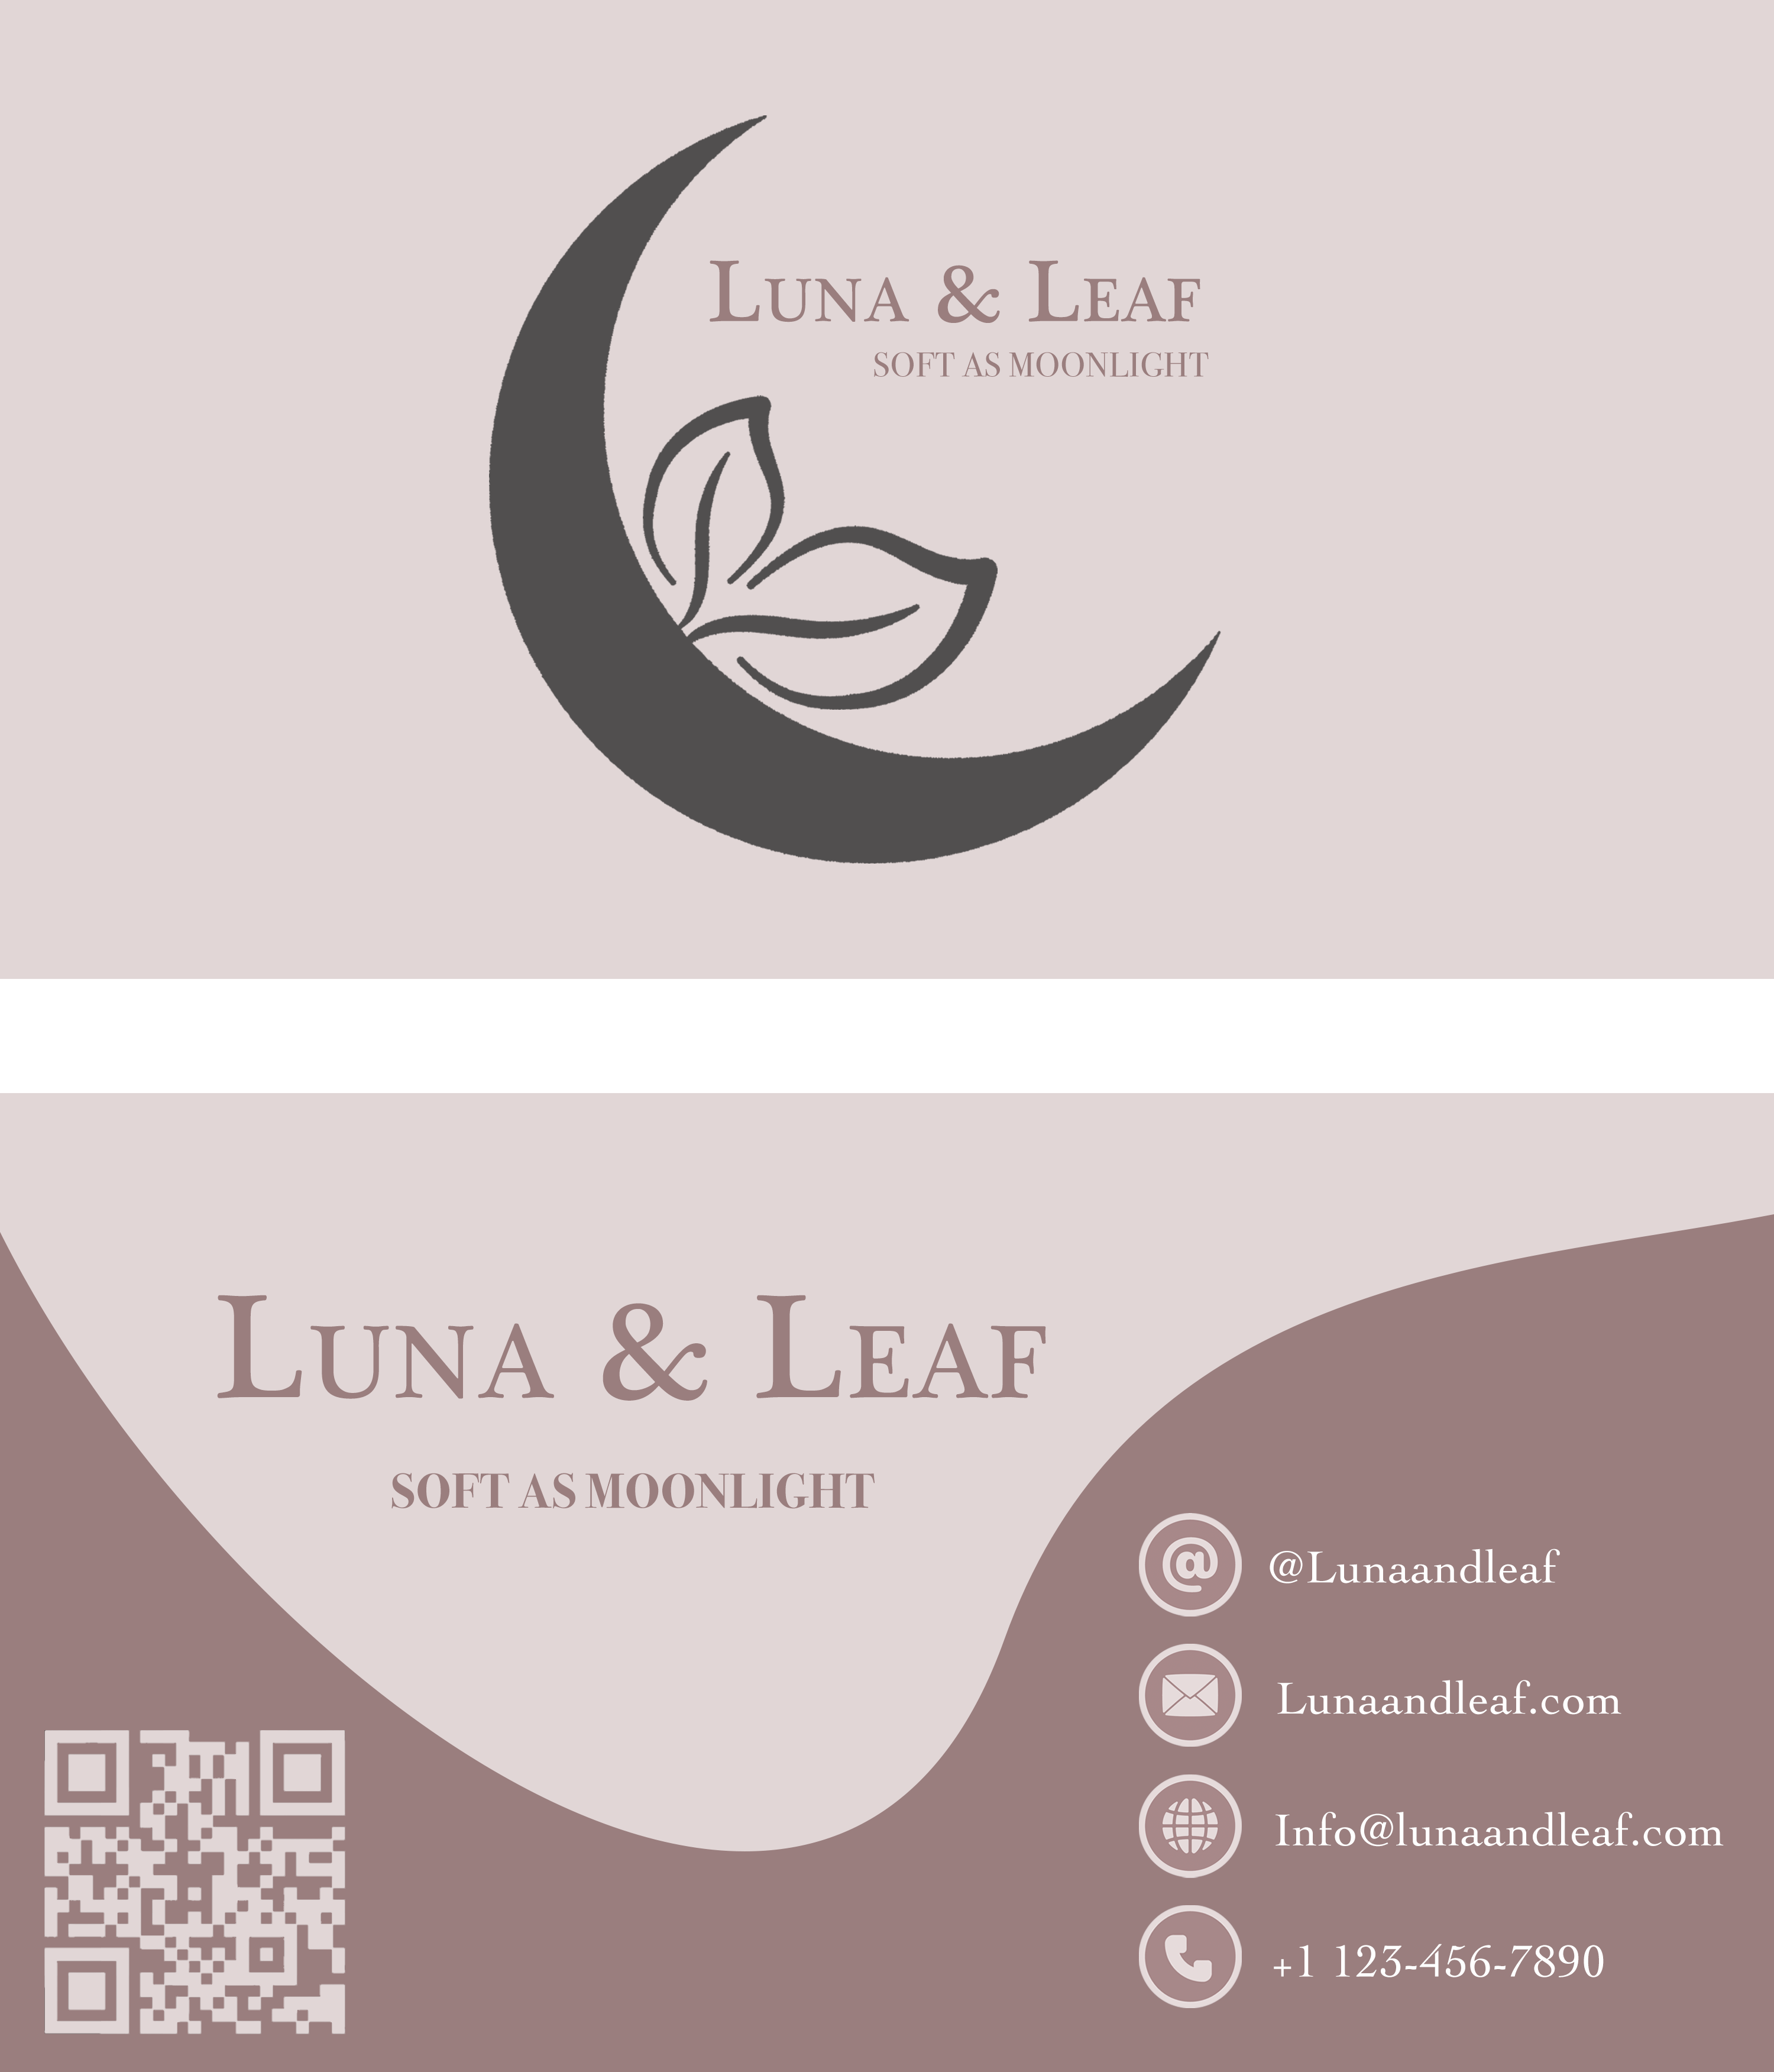 Luna & Leaf
SOFT AS MOONLIGHT
Luna & Leaf
SOFT AS MOONLIGHT
@Lunaandleaf
Lunaandleaf.com
Info@lunaandleaf.com
+1 123-456-7890